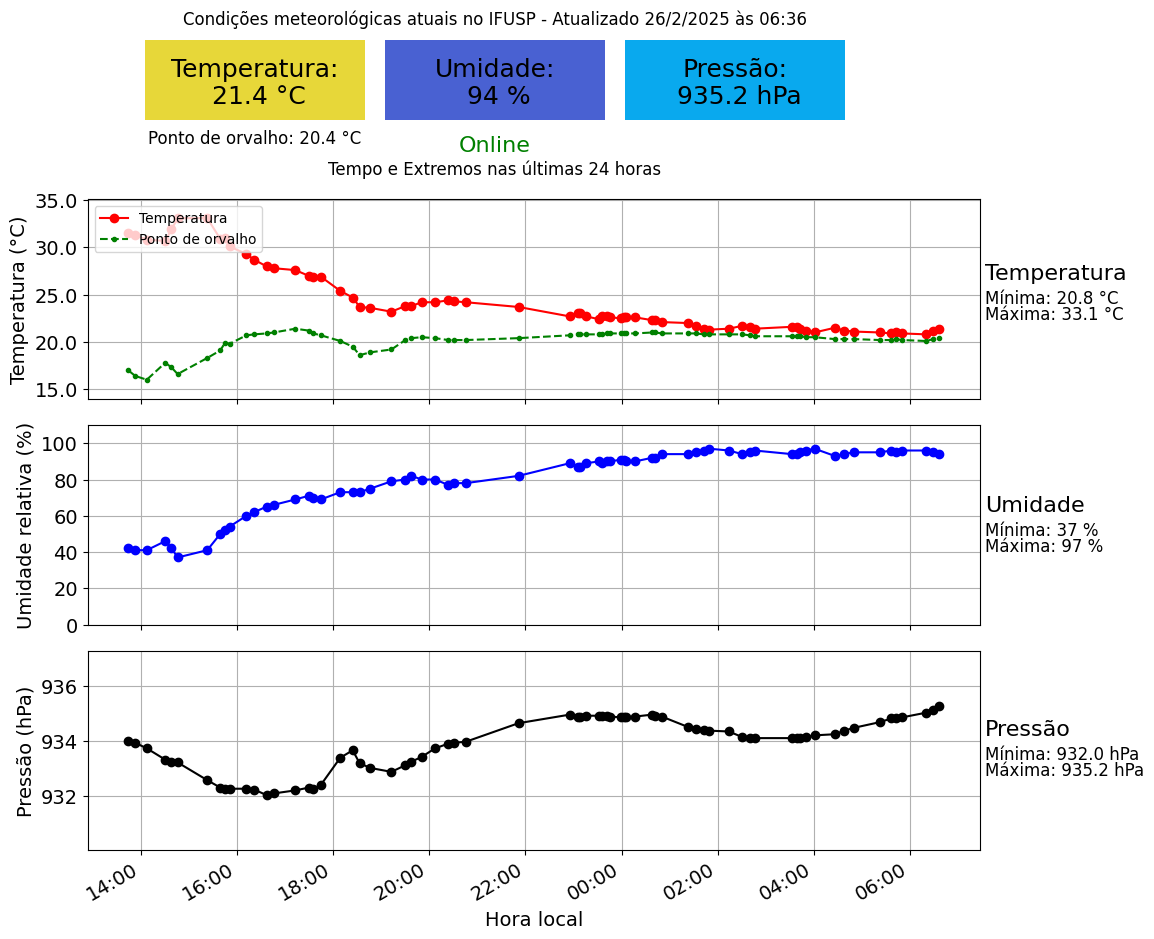 Condições meteorológicas atuais no IFUSP - Atualizado 26/2/2025 às 06:36
Temperatura:
21.4 °C
Umidade:
94 %
Pressão:
935.2 hPa
Ponto de orvalho: 20.4 °C
Online
Tempo e Extremos nas últimas 24 horas
Temperatura (°C)
35.0
30.0
25.0
20.0
15.0
Temperatura
Ponto de orvalho
Temperatura
Mínima: 20.8 °C
Máxima: 33.1 °C
Umidade relativa (%)
100
80
60
40
20
0
Umidade
Mínima: 37 %
Máxima: 97 %
Pressão (hPa)
936
934
932
Pressão
Mínima: 932.0 hPa
Máxima: 935.2 hPa
14:00 16:00 18:00 20:00 22:00 00:00 02:00 04:00 06:00
Hora local